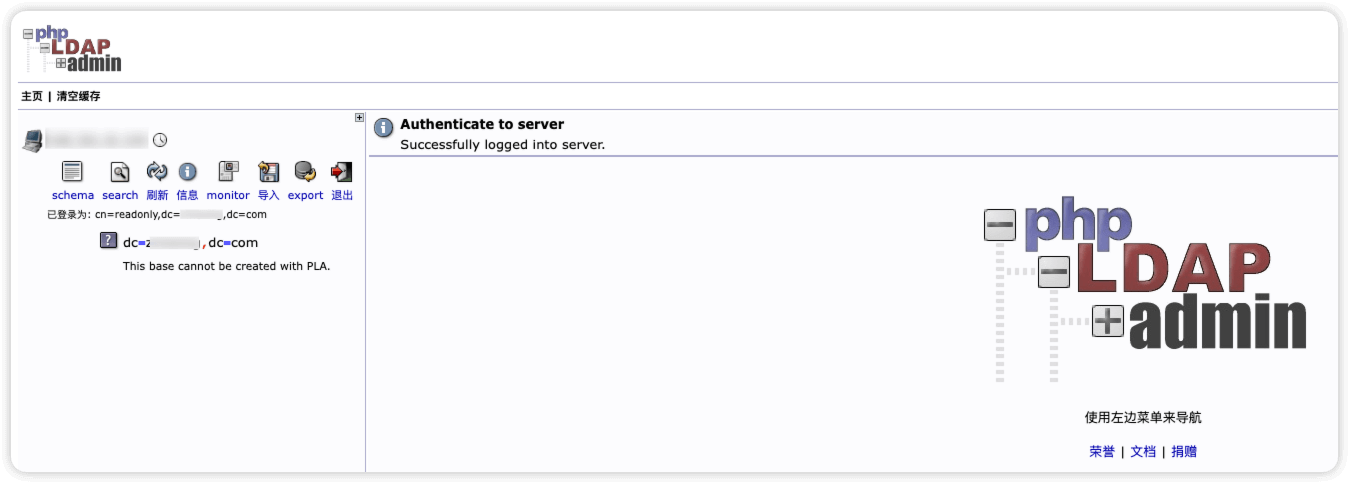 php
LDAP
admin
主页 | 清空缓存
Authenticate to server
Successfully logged into server.
schema search 刷新 信息 monitor 导入 export 退出
已登录为: cn=readonly,dc= ,dc=com
dc=z ,dc=com
This base cannot be created with PLA.
php
LDAP
admin
使用左边菜单来导航
荣誉 | 文档 | 捐赠